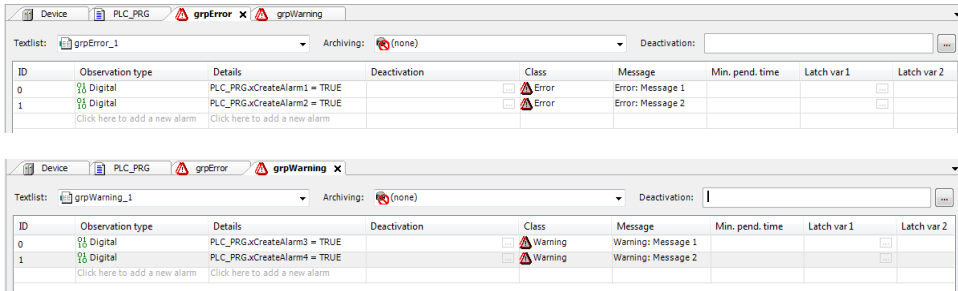 Device PLC_PRG grpError x grpWarning
Textlist: grpError_1 Archiving: (none) Deactivation: ...
ID Observation type Details Deactivation Class Message Min. pend. time Latch var 1 Latch var 2
0 Digital PLC_PRG.xCreateAlarm1 = TRUE ... Error Error: Message 1 ...
1 Digital PLC_PRG.xCreateAlarm2 = TRUE ... Error Error: Message 2 ...
Click here to add a new alarm Click here to add a new alarm
Device PLC_PRG grpError grpWarning x
Textlist: grpWarning_1 Archiving: (none) Deactivation: ...
ID Observation type Details Deactivation Class Message Min. pend. time Latch var 1 Latch var 2
0 Digital PLC_PRG.xCreateAlarm3 = TRUE ... Warning Warning: Message 1 ...
1 Digital PLC_PRG.xCreateAlarm4 = TRUE ... Warning Warning: Message 2 ...
Click here to add a new alarm Click here to add a new alarm